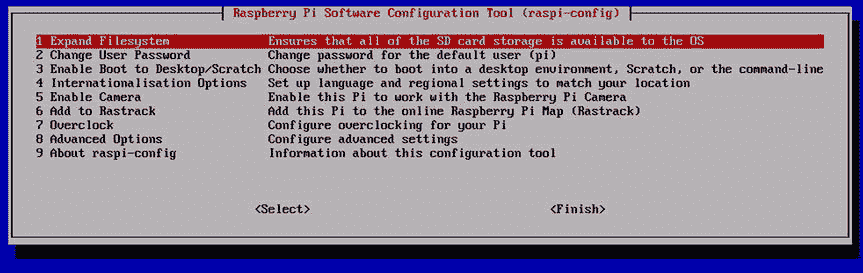 Raspberry Pi Software Configuration Tool (raspi-config)
1 Expand Filesystem Ensures that all of the SD card storage is available to the OS
2 Change User Password Change password for the default user (pi)
3 Enable Boot to Desktop/Scratch Choose whether to boot into a desktop environment, Scratch, or the command-line
4 Internationalisation Options Set up language and regional settings to match your location
5 Enable Camera Enable this Pi to work with the Raspberry Pi Camera
6 Add to Rastrack Add this Pi to the online Raspberry Pi Map (Rastrack)
7 Overclock Configure overclocking for your Pi
8 Advanced Options Configure advanced settings
9 About raspi-config Information about this configuration tool
<Select> <Finish>